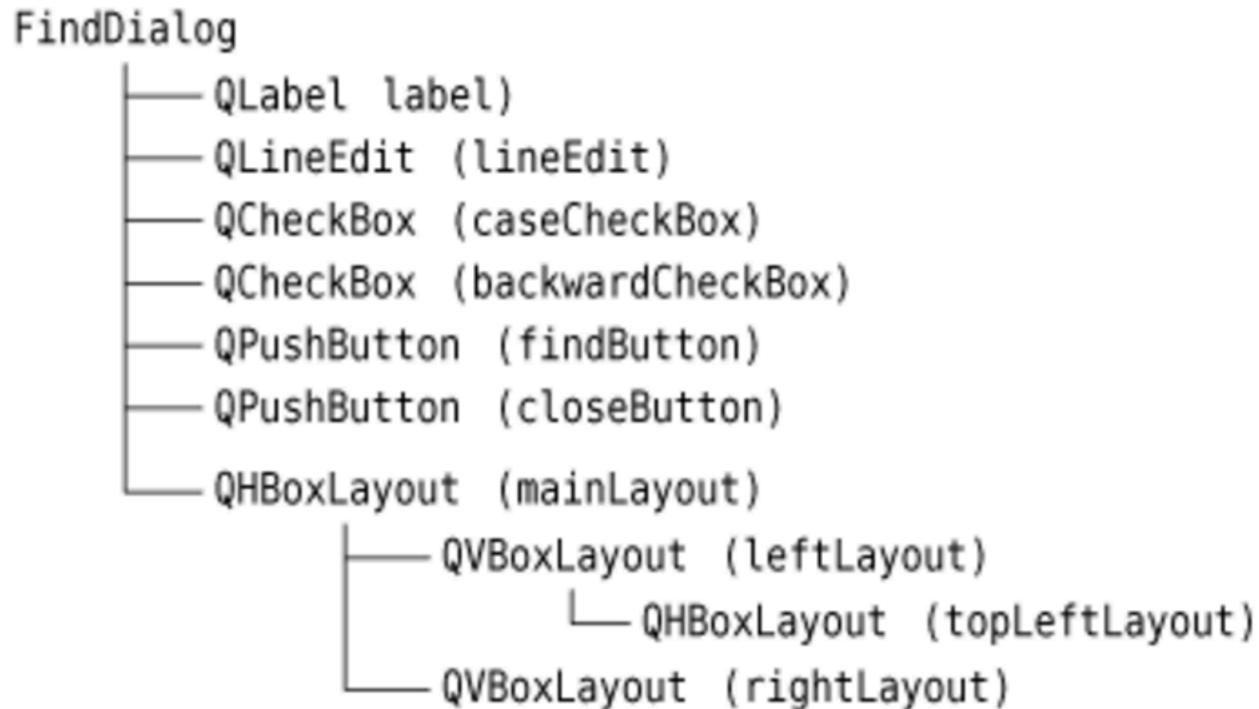 FindDialog
QLabel label)
QLineEdit (lineEdit)
QCheckBox (caseCheckBox)
QCheckBox (backwardCheckBox)
QPushButton (findButton)
QPushButton (closeButton)
QHBoxLayout (mainLayout)
QVBoxLayout (leftLayout)
QHBoxLayout (topLeftLayout)
QVBoxLayout (rightLayout)